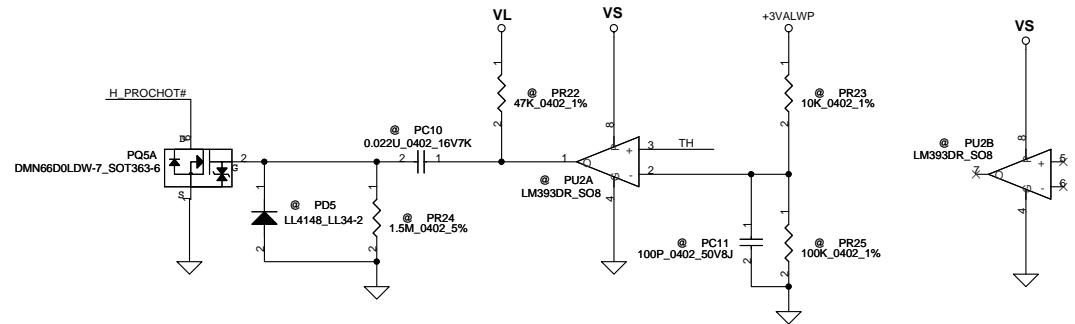 VL
VS
+3VALWP
VS
H_PROCHOT#
@ PR22
47K_0402_1%
@ PR23
10K_0402_1%
@ PC10
0.022U_0402_16V7K
PQ5A
DMN66D0LDW-7_SOT363-6
TH
@ PU2A
LM393DR_SO8
@ PU2B
LM393DR_SO8
@ PD5
LL4148_LL34-2
@ PR24
1.5M_0402_5%
@ PC11
100P_0402_50V8J
@ PR25
100K_0402_1%
1
2
1
2
8
P
+
-
O
G
3
2
1
4
2
1
D
6
G
2
S
1
1
2
1
2
1
2
1
2
8
P
+
-
O
G
5
6
7
4